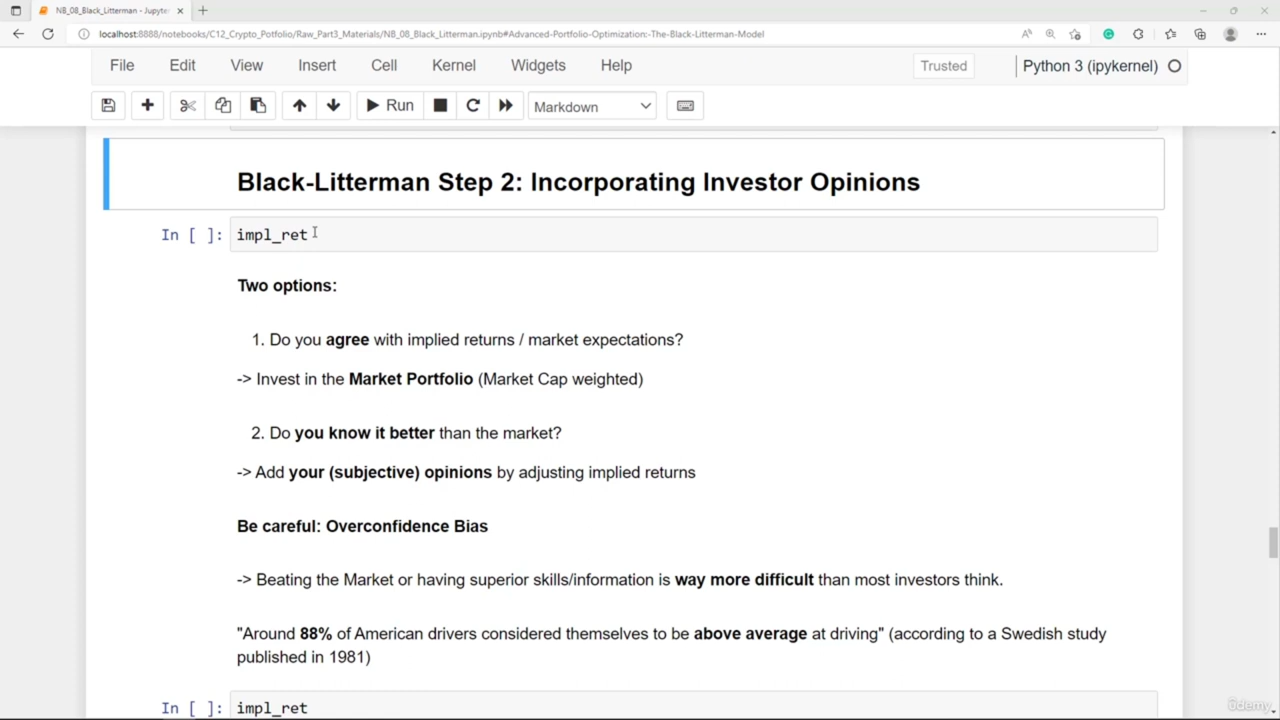 NB_08_Black_Litterman - Jupyte
localhost:8888/notebooks/C12_Crypto_Potfolio/Raw_Part3_Materials/NB_08_Black_Litterman.ipynb#Advanced-Portfolio-Optimization:-The-Black-Litterman-Model
File Edit View Insert Cell Kernel Widgets Help Trusted Python 3 (ipykernel)
Run Markdown
Black-Litterman Step 2: Incorporating Investor Opinions
In [ ]: impl_ret
Two options:
1. Do you agree with implied returns / market expectations?
-> Invest in the Market Portfolio (Market Cap weighted)
2. Do you know it better than the market?
-> Add your (subjective) opinions by adjusting implied returns
Be careful: Overconfidence Bias
-> Beating the Market or having superior skills/information is way more difficult than most investors think.
"Around 88% of American drivers considered themselves to be above average at driving" (according to a Swedish study
published in 1981)
In [ ]: impl_ret
ûdemy